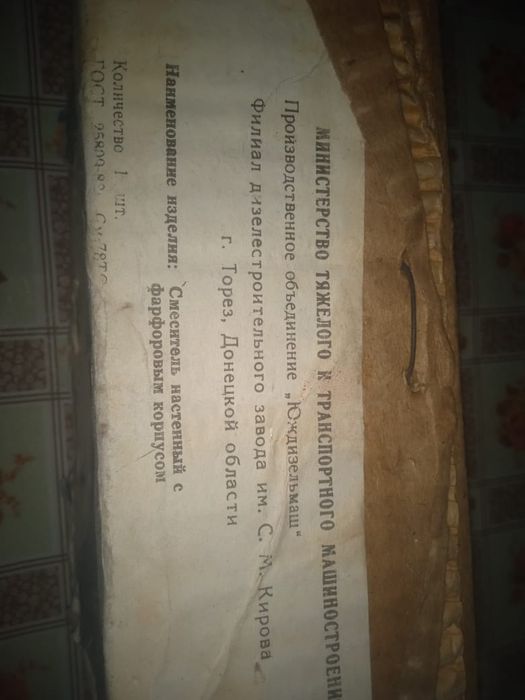 МИНИСТЕРСТВО ТЯЖЕЛОГО И ТРАНСПОРТНОГО МАШИНОСТРОЕНИ
Производственное объединение „Юждизельмаш“
Филиал дизелестроительного завода им. С. М. Кирова
г. Торез, Донецкой области
Наименование изделия: Смеситель настенный с
фарфоровым корпусом
Количество 1 шт.
ГОСТ